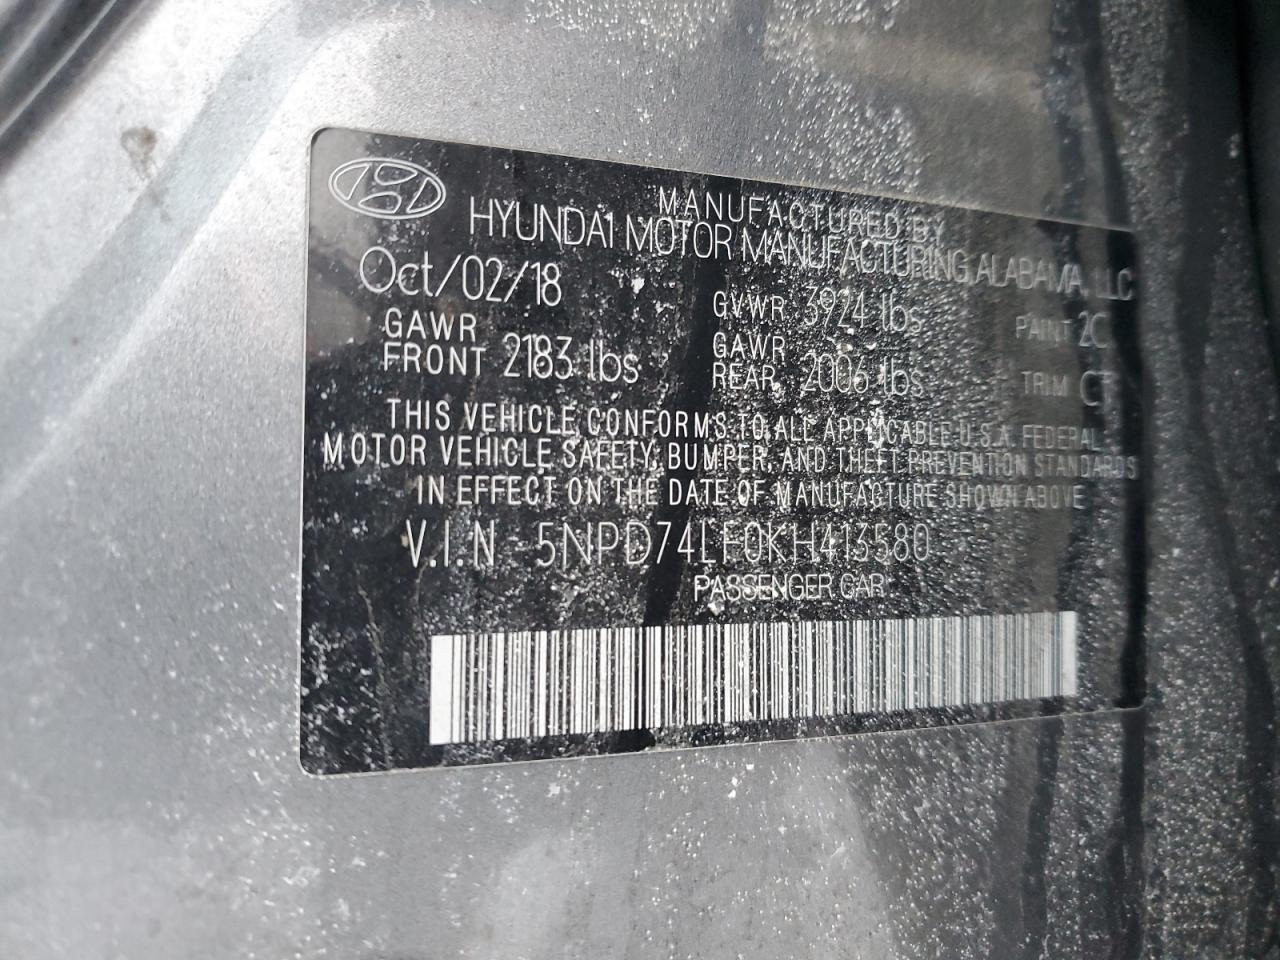 MANUFACTURED BY
HYUNDAI MOTOR MANUFACTURING ALABAMA, LLC
Oct/02/18 GVWR 3924 lbs PAINT 2C
GAWR FRONT 2183 lbs GAWR REAR 2006 lbs TRIM CT
THIS VEHICLE CONFORMS TO ALL APPLICABLE U.S.A. FEDERAL
MOTOR VEHICLE SAFETY, BUMPER, AND THEFT PREVENTION STANDARDS
IN EFFECT ON THE DATE OF MANUFACTURE SHOWN ABOVE
V.I.N 5NPD74LF0KH413580
PASSENGER CAR